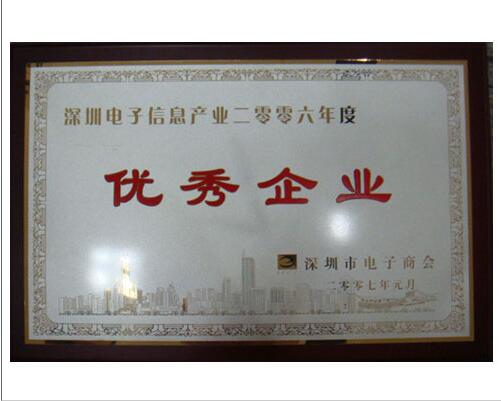 深圳电子信息产业二零零六年度
优秀企业
深圳市电子商会
二零零七年元月